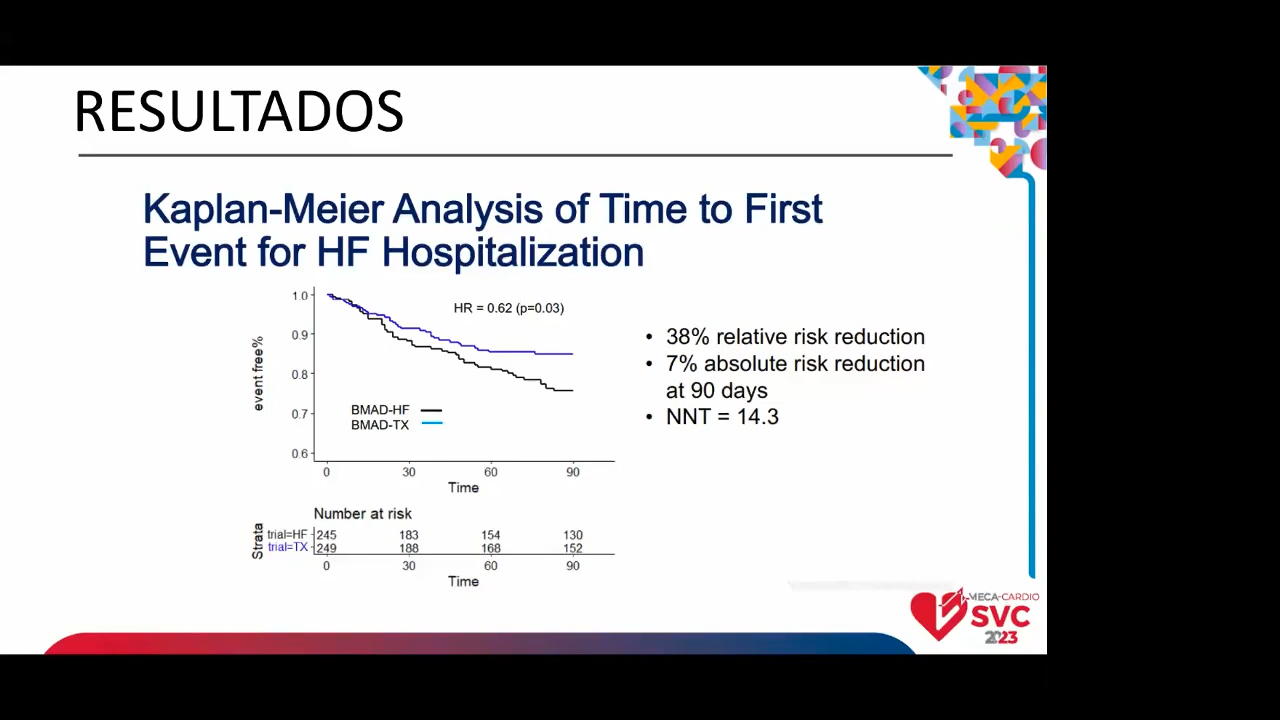 RESULTADOS
Kaplan-Meier Analysis of Time to First
Event for HF Hospitalization
event free%
1.0
0.9
0.8
0.7
0.6
HR = 0.62 (p=0.03)
BMAD-HF
BMAD-TX
0 30 60 90
Time
• 38% relative risk reduction
• 7% absolute risk reduction
at 90 days
• NNT = 14.3
Number at risk
Strata
trial=HF 245 183 154 130
trial=TX 249 188 168 152
0 30 60 90
Time
MECA-CARDIO
SVC
2023